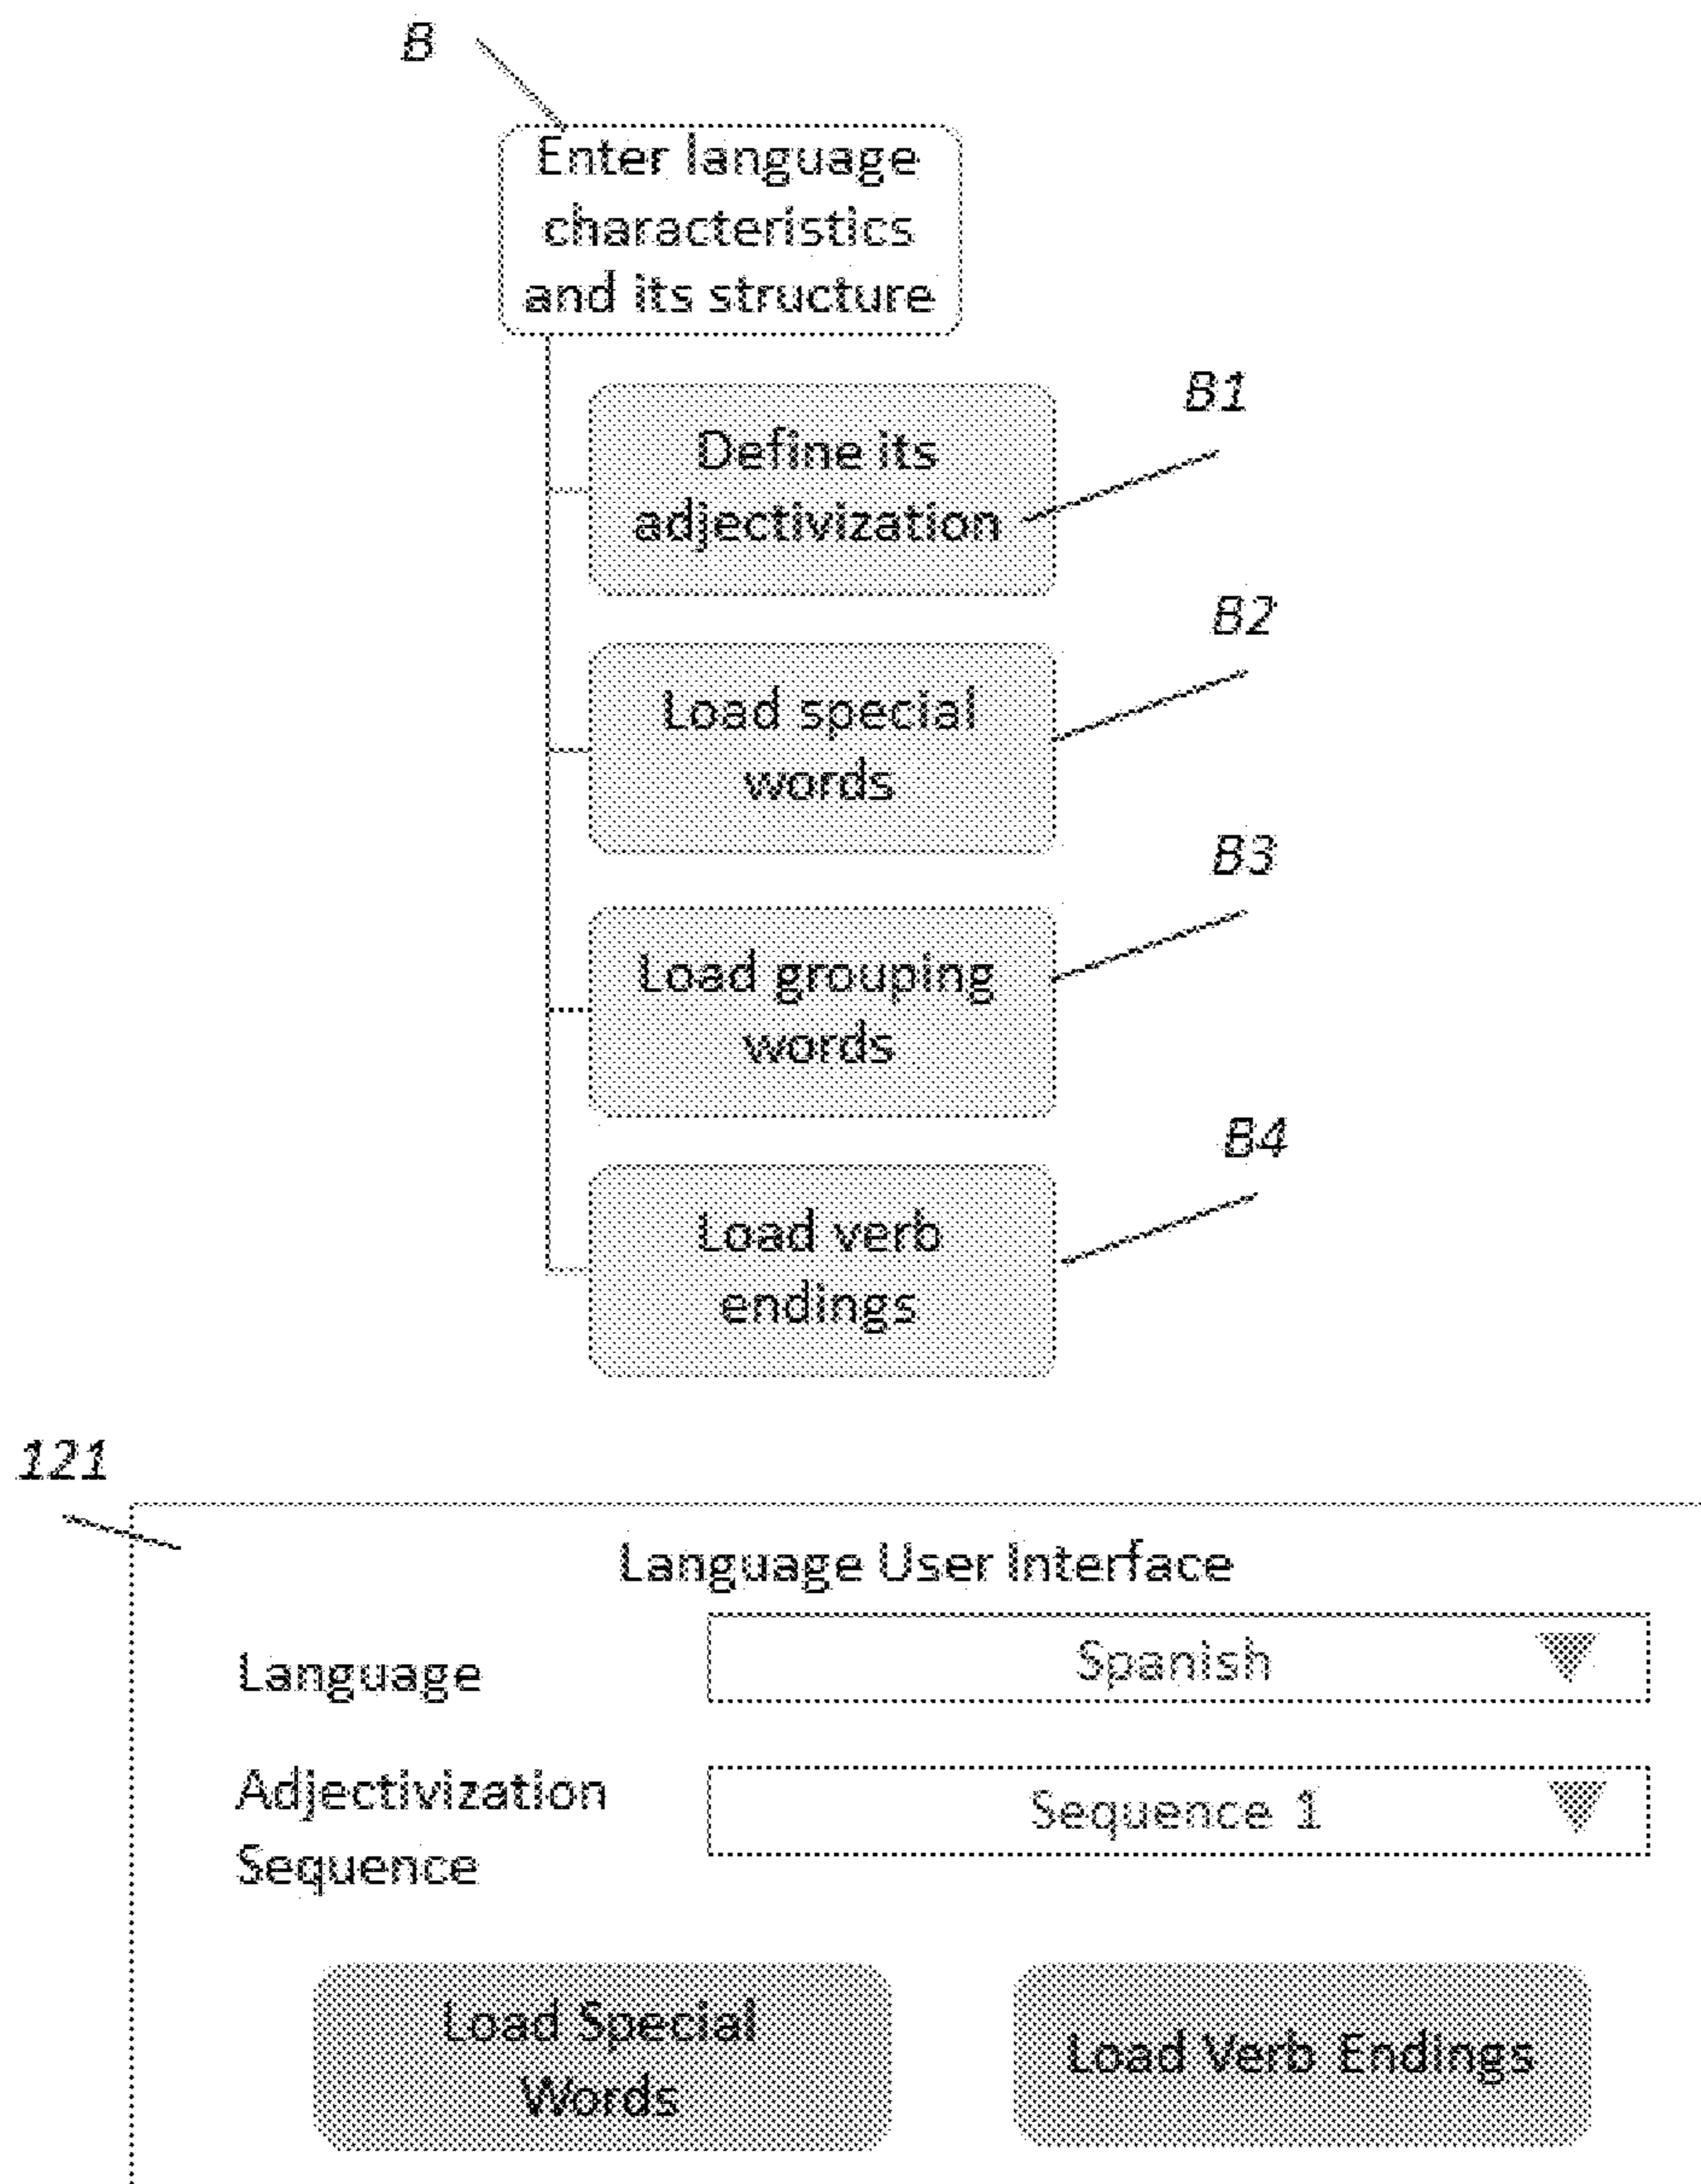 B
Enter language
characteristics
and its structure
B1
Define its
adjectivization
B2
Load special
words
B3
Load grouping
words
B4
Load verb
endings
121
Language User Interface
Language
Spanish
Adjectivization
Sequence
Sequence 1
Load Special
Words
Load Verb Endings